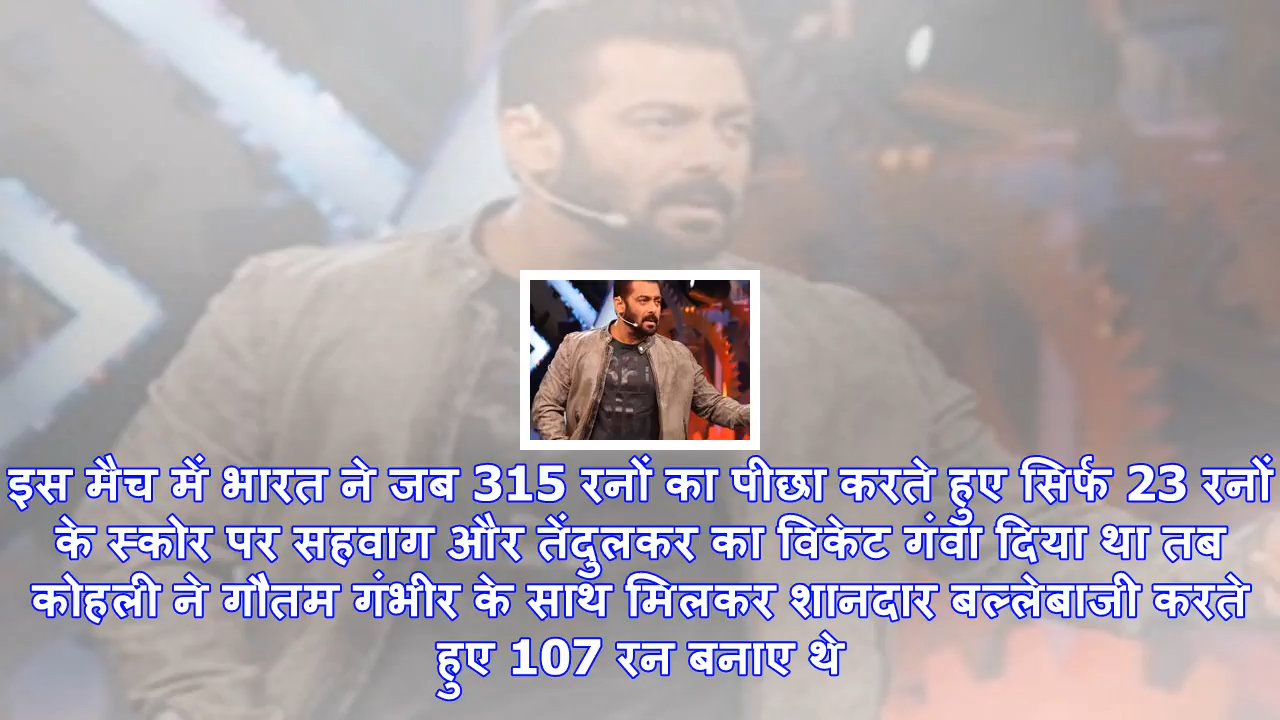 इस मैच में भारत ने जब 315 रनों का पीछा करते हुए सिर्फ 23 रनों
के स्कोर पर सहवाग और तेंदुलकर का विकेट गंवा दिया था तब
कोहली ने गौतम गंभीर के साथ मिलकर शानदार बल्लेबाजी करते
हुए 107 रन बनाए थे